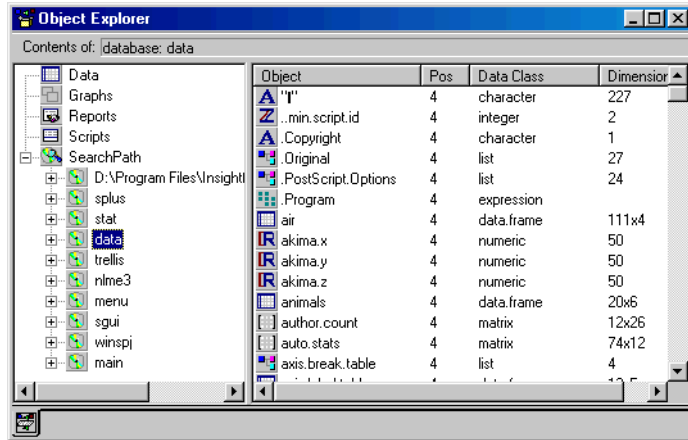 Object Explorer
Contents of: database: data
Data
Graphs
Reports
Scripts
SearchPath
D:\Program Files\Insightf
splus
stat
data
trellis
nlme3
menu
sgui
winspj
main
Object Pos Data Class Dimension
"I" 4 character 227
..min.script.id 4 integer 2
.Copyright 4 character 1
.Original 4 list 27
.PostScript.Options 4 list 24
.Program 4 expression
air 4 data.frame 111x4
akima.x 4 numeric 50
akima.y 4 numeric 50
akima.z 4 numeric 50
animals 4 data.frame 20x6
author.count 4 matrix 12x26
auto.stats 4 matrix 74x12
axis.break.table 4 list 4